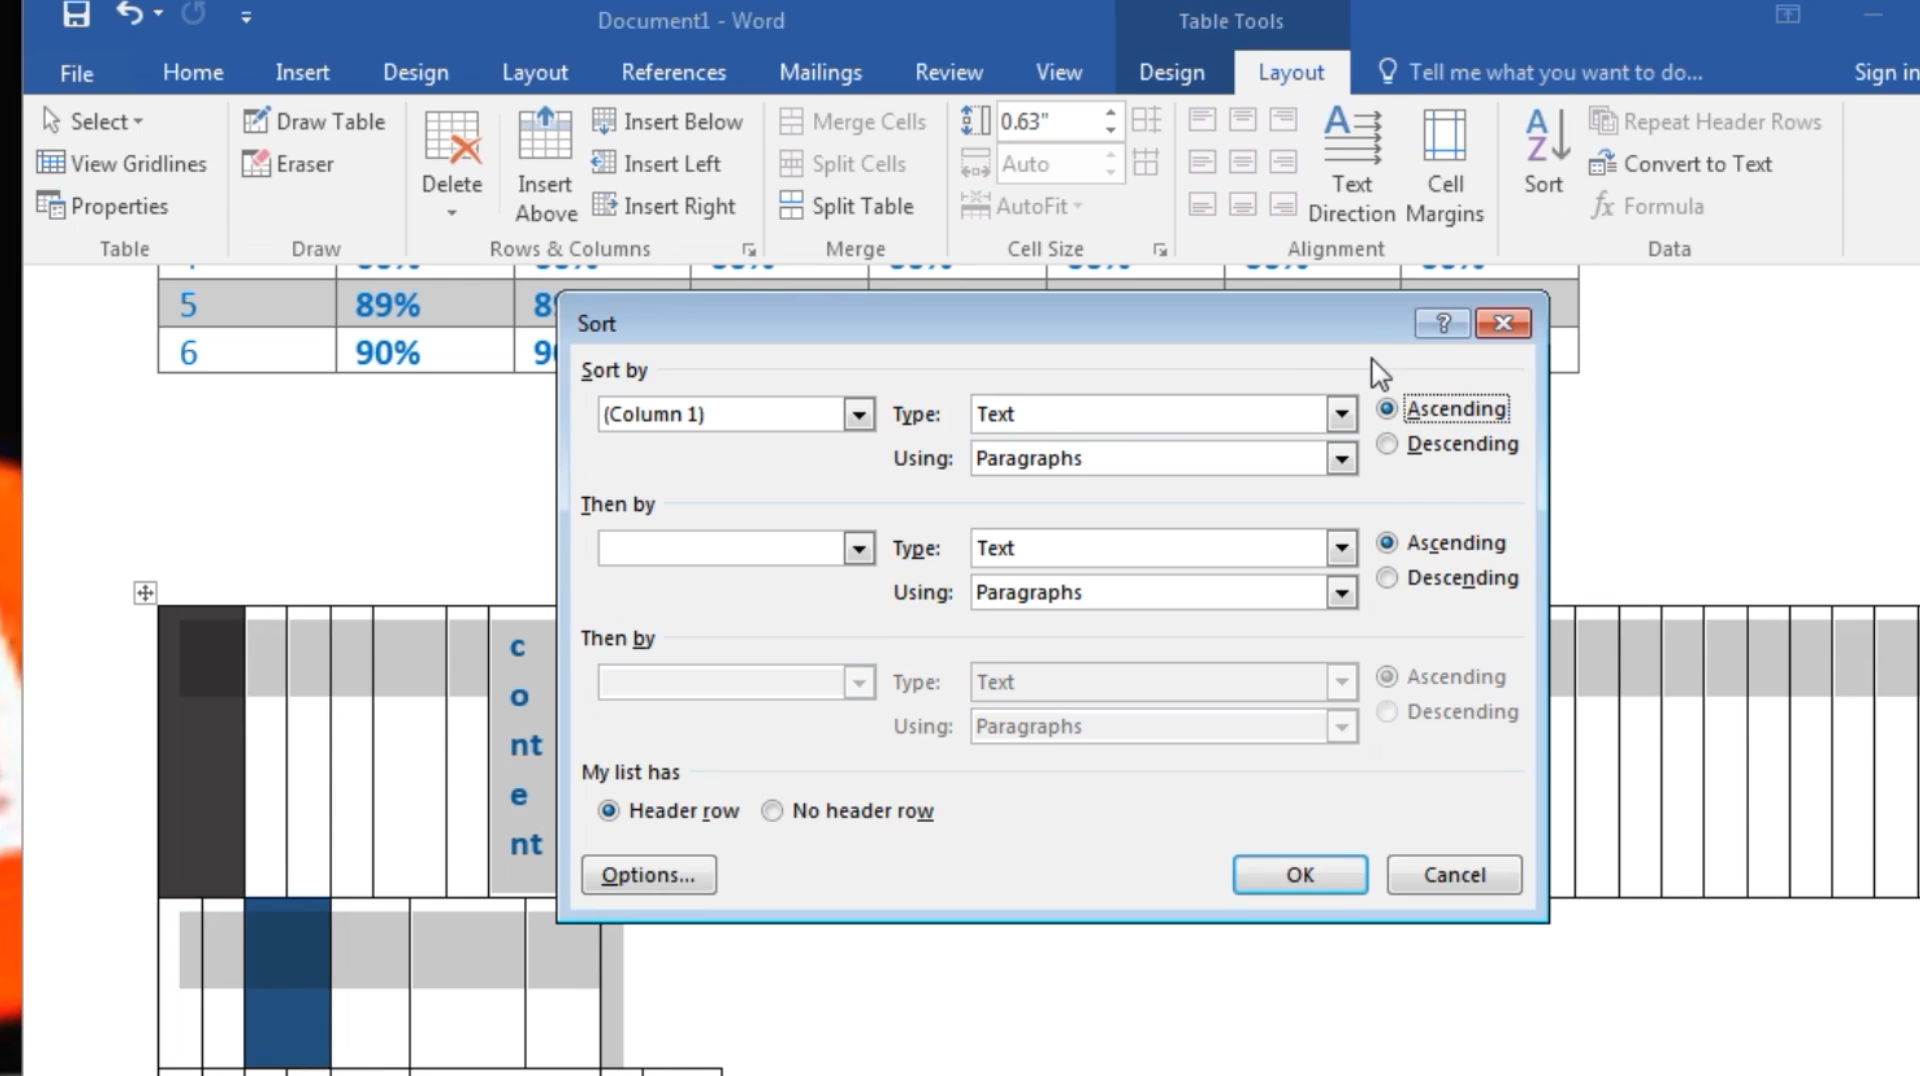 Document1 - Word
Table Tools
File Home Insert Design Layout References Mailings Review View Design Layout Tell me what you want to do... Sign in
Select Draw Table Insert Below Merge Cells 0.63" Repeat Header Rows
View Gridlines Eraser Insert Left Split Cells Auto Convert to Text
Delete Insert Above Text Direction Cell Margins Sort
Properties Insert Right Split Table AutoFit fx Formula
Table Draw Rows & Columns Merge Cell Size Alignment Data
5 89%
6 90%
Sort
Sort by
(Column 1) Type: Text Ascending
Using: Paragraphs Descending
Then by
Type: Text Ascending
Using: Paragraphs Descending
Then by
Type: Text Ascending
Using: Paragraphs Descending
My list has
Header row No header row
Options... OK Cancel
c
o
nt
e
nt